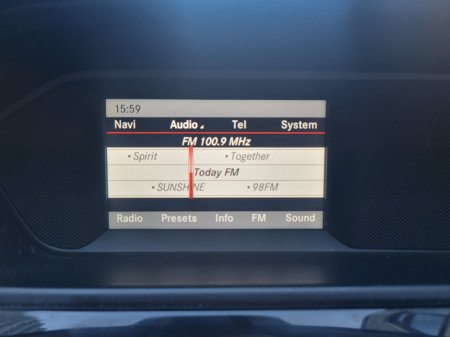 15:59
Navi Audio Tel System
FM 100.9 MHz
• Spirit • Together
Today FM
• SUNSHINE • 98FM
Radio Presets Info FM Sound